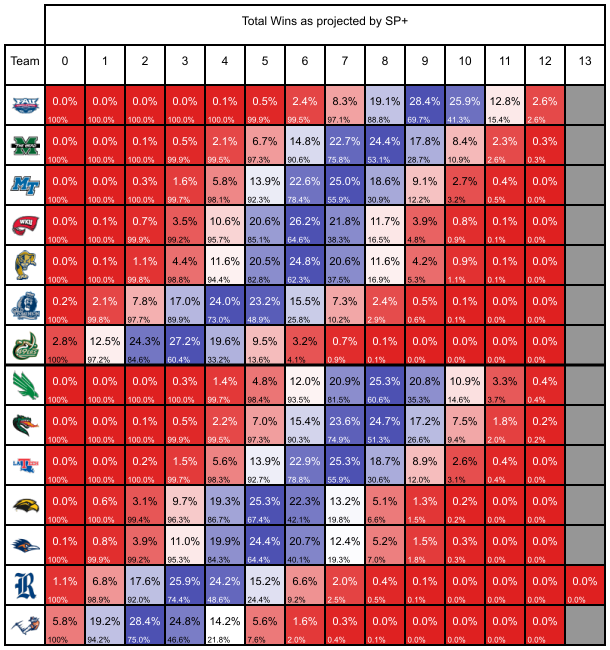 Total Wins as projected by SP+
Team 0 1 2 3 4 5 6 7 8 9 10 11 12 13
FAU 0.0% 0.0% 0.0% 0.0% 0.1% 0.5% 2.4% 8.3% 19.1% 28.4% 25.9% 12.8% 2.6%
100% 100.0% 100.0% 100.0% 100.0% 99.9% 99.5% 97.1% 88.8% 69.7% 41.3% 15.4% 2.6%
M 0.0% 0.0% 0.1% 0.5% 2.1% 6.7% 14.8% 22.7% 24.4% 17.8% 8.4% 2.3% 0.3%
100% 100.0% 100.0% 99.9% 99.5% 97.3% 90.6% 75.8% 53.1% 28.7% 10.9% 2.6% 0.3%
MT 0.0% 0.0% 0.3% 1.6% 5.8% 13.9% 22.6% 25.0% 18.6% 9.1% 2.7% 0.4% 0.0%
100% 100.0% 100.0% 99.7% 98.1% 92.3% 78.4% 55.9% 30.9% 12.2% 3.2% 0.5% 0.0%
WKU 0.0% 0.1% 0.7% 3.5% 10.6% 20.6% 26.2% 21.8% 11.7% 3.9% 0.8% 0.1% 0.0%
100% 100.0% 99.9% 99.2% 95.7% 85.1% 64.6% 38.3% 16.5% 4.8% 0.9% 0.1% 0.0%
0.0% 0.1% 1.1% 4.4% 11.6% 20.5% 24.8% 20.6% 11.6% 4.2% 0.9% 0.1% 0.0%
100% 100.0% 99.8% 98.8% 94.4% 82.8% 62.3% 37.5% 16.9% 5.3% 1.1% 0.1% 0.0%
0.2% 2.1% 7.8% 17.0% 24.0% 23.2% 15.5% 7.3% 2.4% 0.5% 0.1% 0.0% 0.0%
100% 99.8% 97.7% 89.9% 73.0% 48.9% 25.8% 10.2% 2.9% 0.6% 0.1% 0.0% 0.0%
2.8% 12.5% 24.3% 27.2% 19.6% 9.5% 3.2% 0.7% 0.1% 0.0% 0.0% 0.0% 0.0%
100% 97.2% 84.6% 60.4% 33.2% 13.6% 4.1% 0.9% 0.1% 0.0% 0.0% 0.0% 0.0%
0.0% 0.0% 0.0% 0.3% 1.4% 4.8% 12.0% 20.9% 25.3% 20.8% 10.9% 3.3% 0.4%
100% 100.0% 100.0% 100.0% 99.7% 98.4% 93.5% 81.5% 60.6% 35.3% 14.6% 3.7% 0.4%
0.0% 0.0% 0.1% 0.5% 2.2% 7.0% 15.4% 23.6% 24.7% 17.2% 7.5% 1.8% 0.2%
100% 100.0% 100.0% 99.9% 99.5% 97.3% 90.3% 74.9% 51.3% 26.6% 9.4% 2.0% 0.2%
LA TECH 0.0% 0.0% 0.2% 1.5% 5.6% 13.9% 22.9% 25.3% 18.7% 8.9% 2.6% 0.4% 0.0%
100% 100.0% 100.0% 99.7% 98.3% 92.7% 78.8% 55.9% 30.6% 12.0% 3.1% 0.4% 0.0%
0.0% 0.6% 3.1% 9.7% 19.3% 25.3% 22.3% 13.2% 5.1% 1.3% 0.2% 0.0% 0.0%
100% 100.0% 99.4% 96.3% 86.7% 67.4% 42.1% 19.8% 6.6% 1.5% 0.2% 0.0% 0.0%
0.1% 0.8% 3.9% 11.0% 19.9% 24.4% 20.7% 12.4% 5.2% 1.5% 0.3% 0.0% 0.0%
100% 99.9% 99.2% 95.3% 84.3% 64.4% 40.1% 19.3% 7.0% 1.8% 0.3% 0.0% 0.0%
R 1.1% 6.8% 17.6% 25.9% 24.2% 15.2% 6.6% 2.0% 0.4% 0.1% 0.0% 0.0% 0.0% 0.0%
100% 98.9% 92.0% 74.4% 48.6% 24.4% 9.2% 2.5% 0.5% 0.1% 0.0% 0.0% 0.0% 0.0%
5.8% 19.2% 28.4% 24.8% 14.2% 5.6% 1.6% 0.3% 0.0% 0.0% 0.0% 0.0% 0.0%
100% 94.2% 75.0% 46.6% 21.8% 7.6% 2.0% 0.4% 0.1% 0.0% 0.0% 0.0% 0.0%